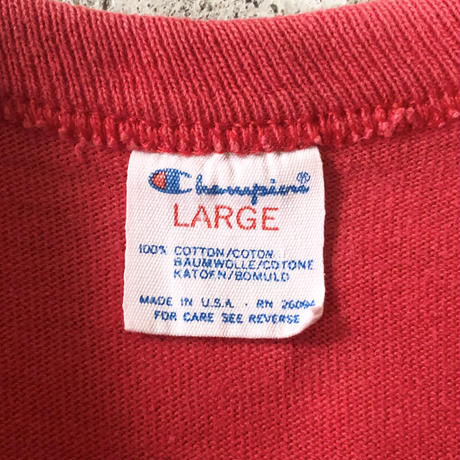 Champion®
LARGE
100% COTTON/COTON
BAUMWOLLE/COTONE
KATOEN/BOMULD
MADE IN U.S.A. · RN 26094
FOR CARE SEE REVERSE